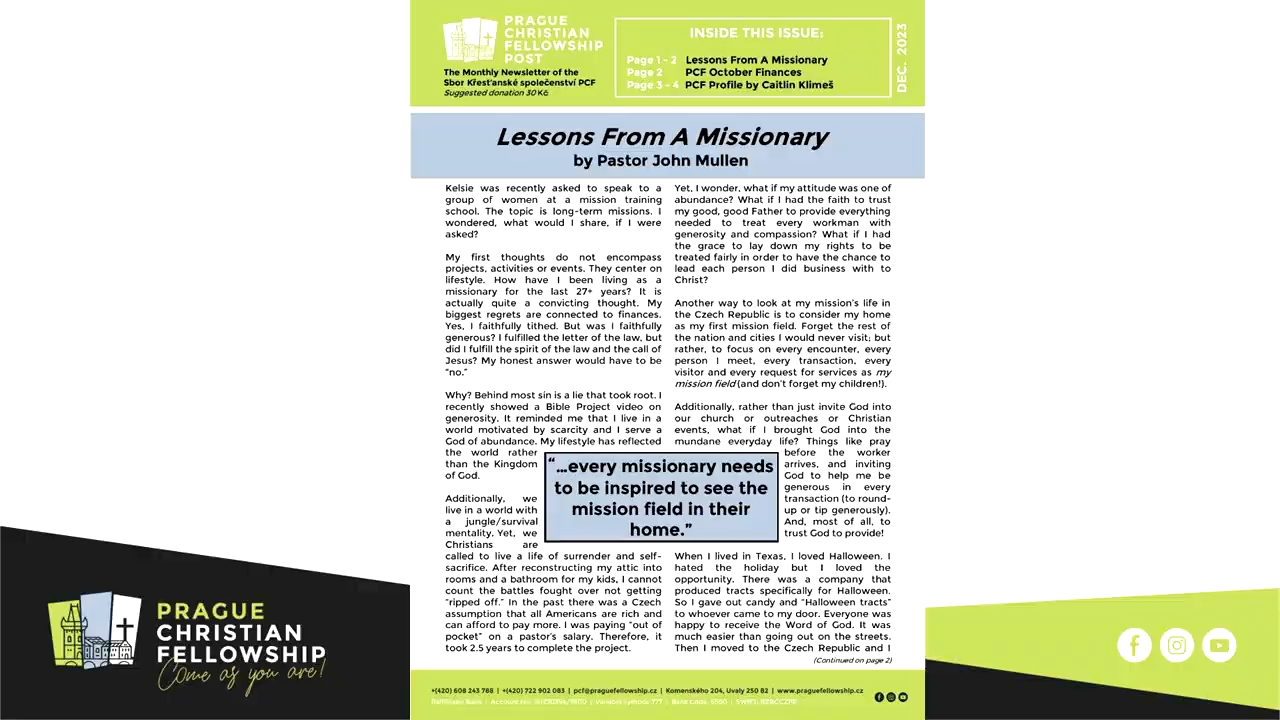 PRAGUE
CHRISTIAN
FELLOWSHIP
POST
The Monthly Newsletter of the
Sbor Křesťanské společenství PCF
Suggested donation 30 Kč
INSIDE THIS ISSUE:
Page 1 - 2 Lessons From A Missionary
Page 2 PCF October Finances
Page 3 - 4 PCF Profile by Caitlin Klimeš
DEC. 2023
Lessons From A Missionary
by Pastor John Mullen
Kelsie was recently asked to speak to a
group of women at a mission training
school. The topic is long-term missions. I
wondered, what would I share, if I were
asked?
My first thoughts do not encompass
projects, activities or events. They center on
lifestyle. How have I been living as a
missionary for the last 27+ years? It is
actually quite a convicting thought. My
biggest regrets are connected to finances.
Yes, I faithfully tithed. But was I faithfully
generous? I fulfilled the letter of the law, but
did I fulfill the spirit of the law and the call of
Jesus? My honest answer would have to be
"no."
Why? Behind most sin is a lie that took root. I
recently showed a Bible Project video on
generosity. It reminded me that I live in a
world motivated by scarcity and I serve a
God of abundance. My lifestyle has reflected
the world rather
than the Kingdom
of God.
Additionally, we
live in a world with
a jungle/survival
mentality. Yet, we
Christians are
called to live a life of surrender and self-
sacrifice. After reconstructing my attic into
rooms and a bathroom for my kids, I cannot
count the battles fought over not getting
"ripped off." In the past there was a Czech
assumption that all Americans are rich and
can afford to pay more. I was paying "out of
pocket" on a pastor's salary. Therefore, it
took 2.5 years to complete the project.
"...every missionary needs
to be inspired to see the
mission field in their
home."
Yet, I wonder, what if my attitude was one of
abundance? What if I had the faith to trust
my good, good Father to provide everything
needed to treat every workman with
generosity and compassion? What if I had
the grace to lay down my rights to be
treated fairly in order to have the chance to
lead each person I did business with to
Christ?
Another way to look at my mission's life in
the Czech Republic is to consider my home
as my first mission field. Forget the rest of
the nation and cities I would never visit; but
rather, to focus on every encounter, every
person I meet, every transaction, every
visitor and every request for services as my
mission field (and don't forget my children!).
Additionally, rather than just invite God into
our church or outreaches or Christian
events, what if I brought God into the
mundane everyday life? Things like pray
before the worker
arrives, and inviting
God to help me be
generous in every
transaction (to round-
up or tip generously).
And, most of all, to
trust God to provide!
When I lived in Texas, I loved Halloween. I
hated the holiday but I loved the
opportunity. There was a company that
produced tracts specifically for Halloween.
So I gave out candy and "Halloween tracts"
to whoever came to my door. Everyone was
happy to receive the Word of God. It was
much easier than going out on the streets.
Then I moved to the Czech Republic and I
(Continued on page 2)
+(420) 608 243 788 | +(420) 722 902 083 | pcf@praguefellowship.cz | Komenského 204, Uvaly 250 82 | www.praguefellowship.cz
PRAGUE
CHRISTIAN
FELLOWSHIP
Come as you are!